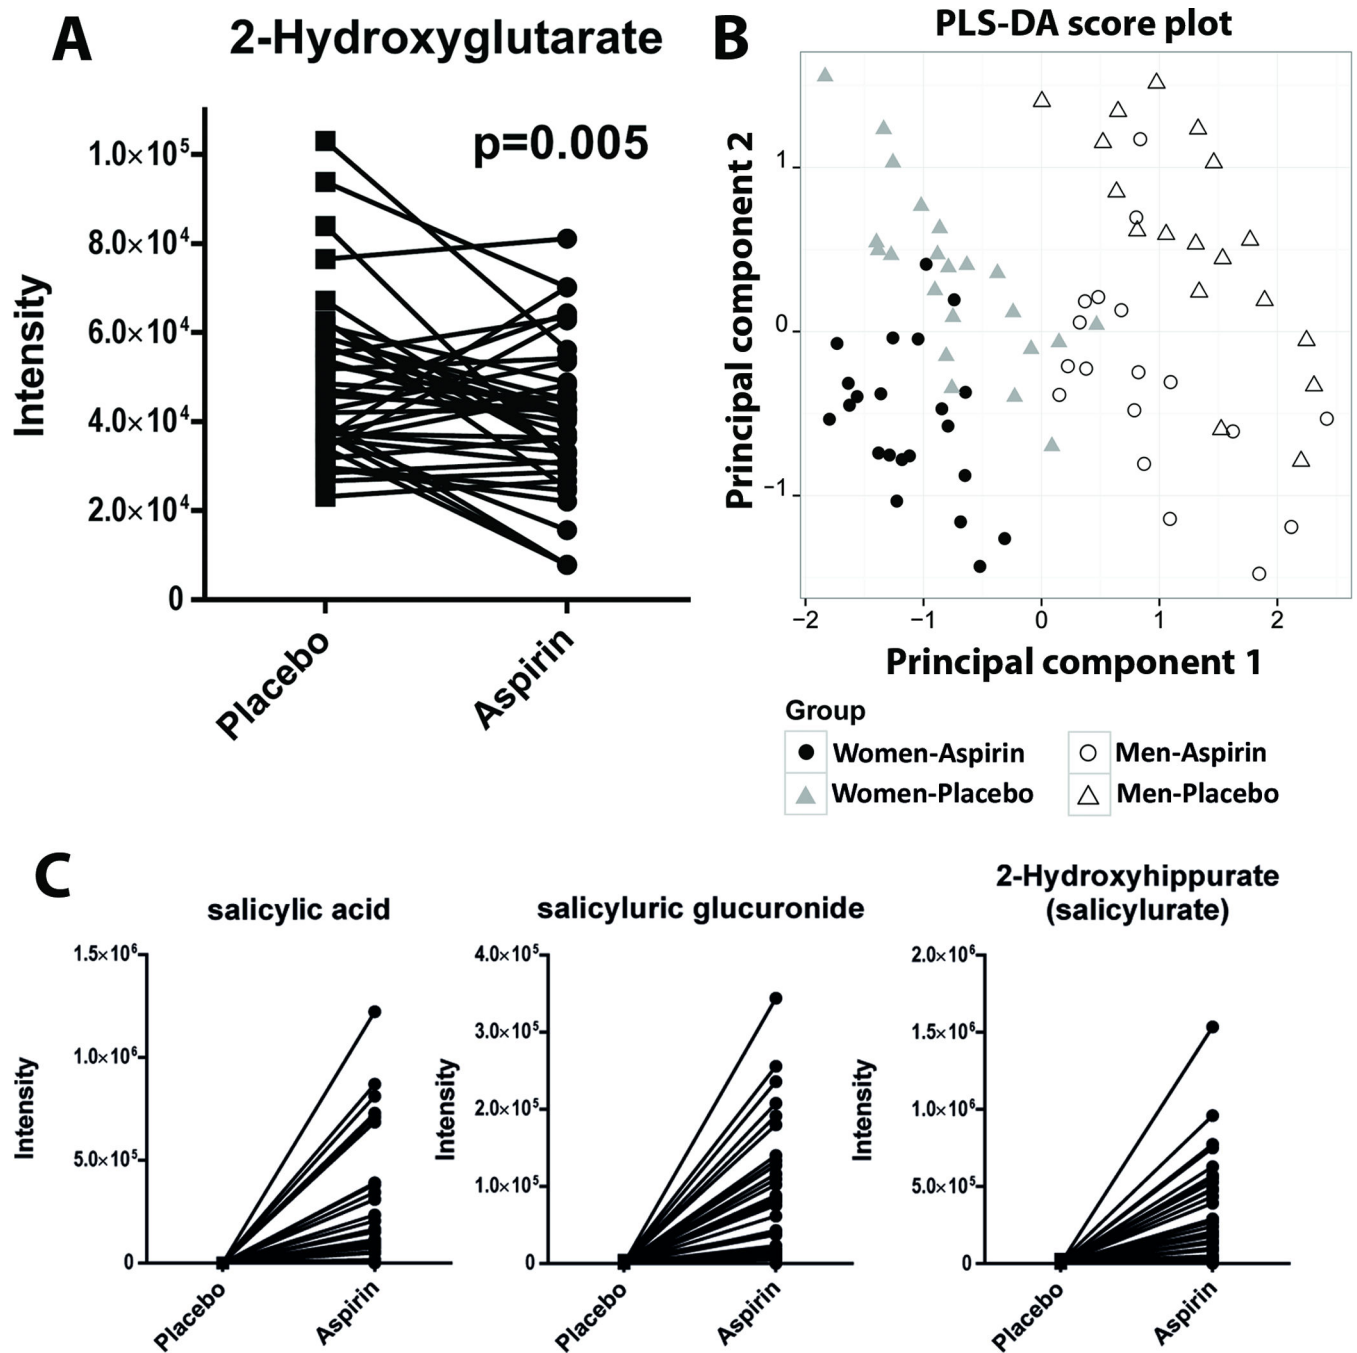 A
2-Hydroxyglutarate
p=0.005
Intensity
1.0×10⁵
8.0×10⁴
6.0×10⁴
4.0×10⁴
2.0×10⁴
0
Placebo
Aspirin
B
PLS-DA score plot
Principal component 2
1
0
−1
−2
−1
0
1
2
Principal component 1
Group
Women-Aspirin
Men-Aspirin
Women-Placebo
Men-Placebo
C
salicylic acid
Intensity
1.5×10⁶
1.0×10⁶
5.0×10⁵
0
Placebo
Aspirin
salicyluric glucuronide
Intensity
4.0×10⁵
3.0×10⁵
2.0×10⁵
1.0×10⁵
0
Placebo
Aspirin
2-Hydroxyhippurate
(salicylurate)
Intensity
2.0×10⁶
1.5×10⁶
1.0×10⁶
5.0×10⁵
0
Placebo
Aspirin